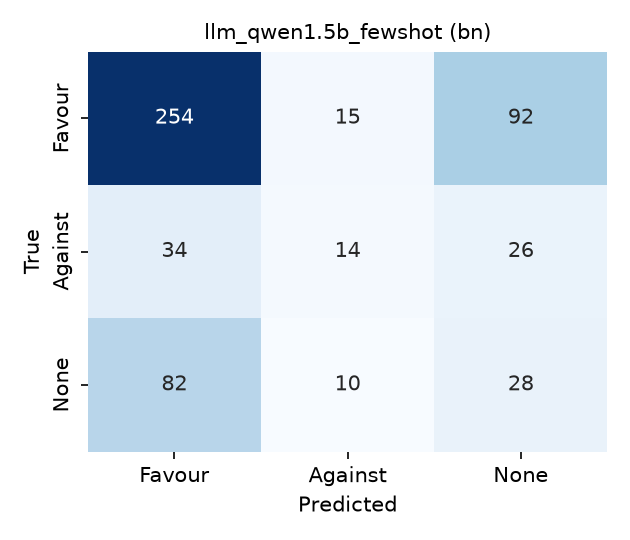 llm_qwen1.5b_fewshot (bn)
Favour 254 15 92
Against 34 14 26
None 82 10 28
True
Favour Against None
Predicted